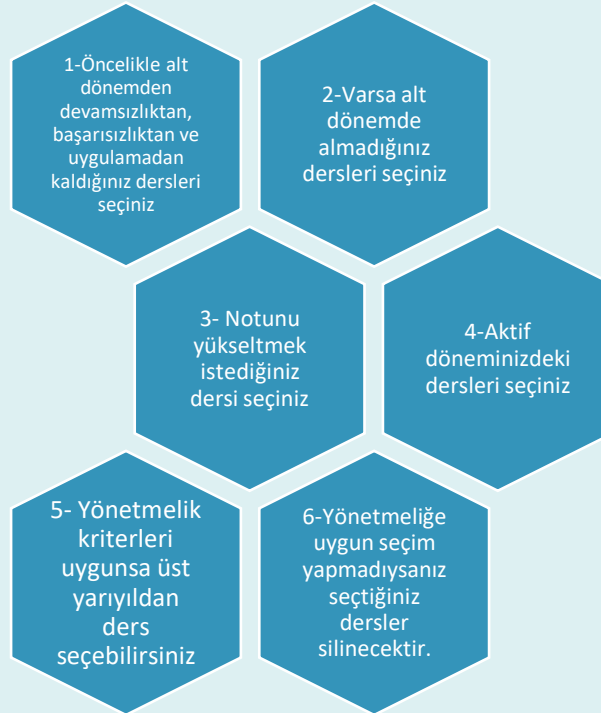 1-Öncelikle alt
dönemden
devamsızlıktan,
başarısızlıktan ve
uygulamadan
kaldığınız dersleri
seçiniz
2-Varsa alt
dönemde
almadığınız
dersleri seçiniz
3- Notunu
yükseltmek
istediğiniz
dersi seçiniz
4-Aktif
döneminizdeki
dersleri seçiniz
5- Yönetmelik
kriterleri
uygunsa üst
yarıyıldan
ders
seçebilirsiniz
6-Yönetmeliğe
uygun seçim
yapmadıysanız
seçtiğiniz
dersler
silinecektir.